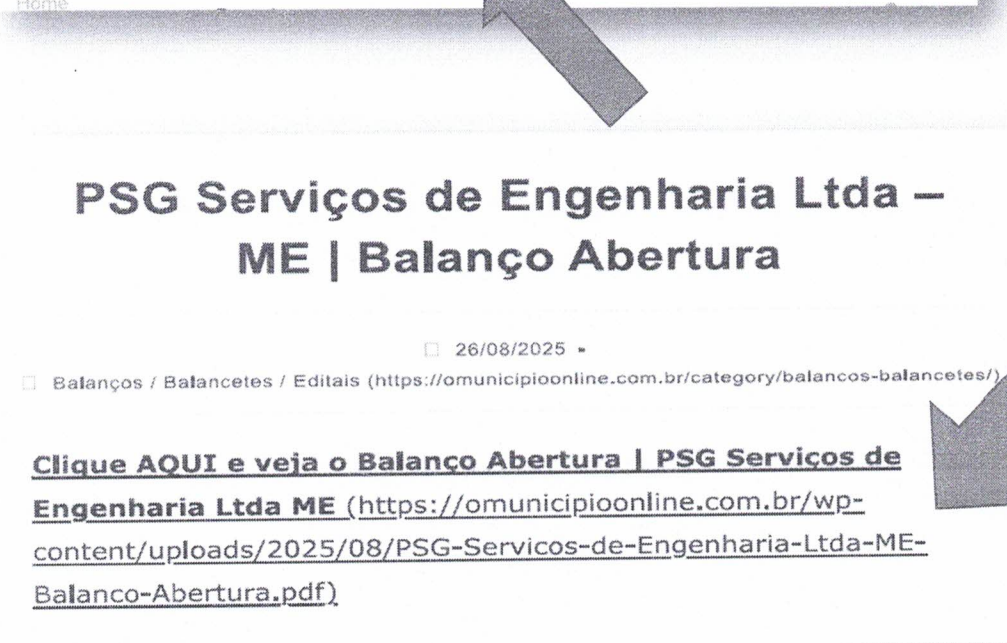 Home
PSG Serviços de Engenharia Ltda –
ME | Balanço Abertura
26/08/2025 -
Balanços / Balancetes / Editais (https://omunicipioonline.com.br/category/balancos-balancetes/)
Clique AQUI e veja o Balanço Abertura | PSG Serviços de
Engenharia Ltda ME (https://omunicipioonline.com.br/wp-
content/uploads/2025/08/PSG-Servicos-de-Engenharia-Ltda-ME-
Balanco-Abertura.pdf)